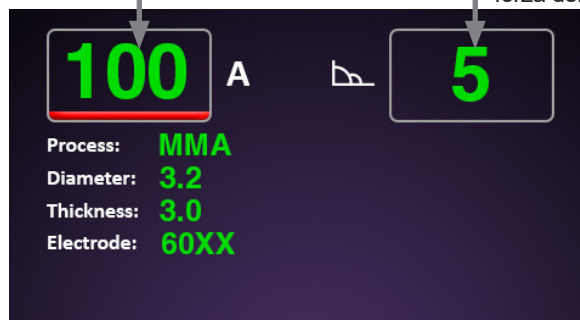 100 A 5
Process: MMA
Diameter: 3.2
Thickness: 3.0
Electrode: 60XX